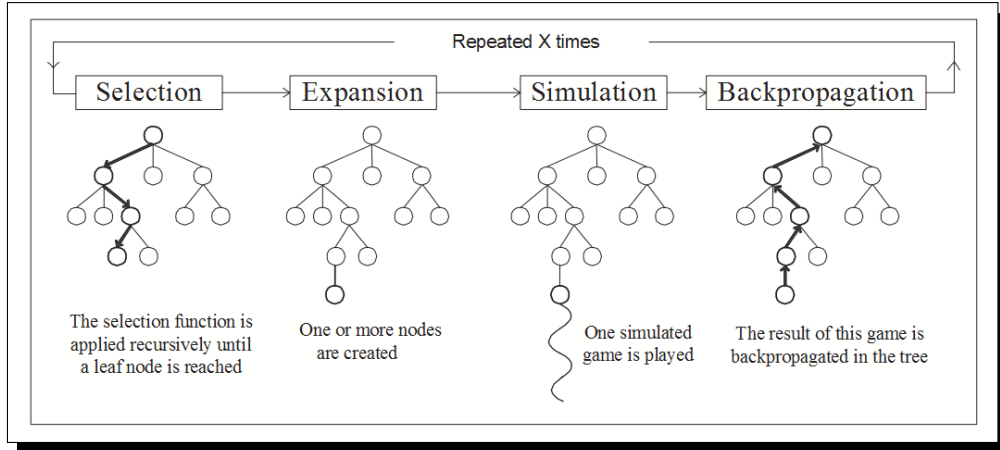 Repeated X times
Selection
Expansion
Simulation
Backpropagation
The selection function is
applied recursively until
a leaf node is reached
One or more nodes
are created
One simulated
game is played
The result of this game is
backpropagated in the tree